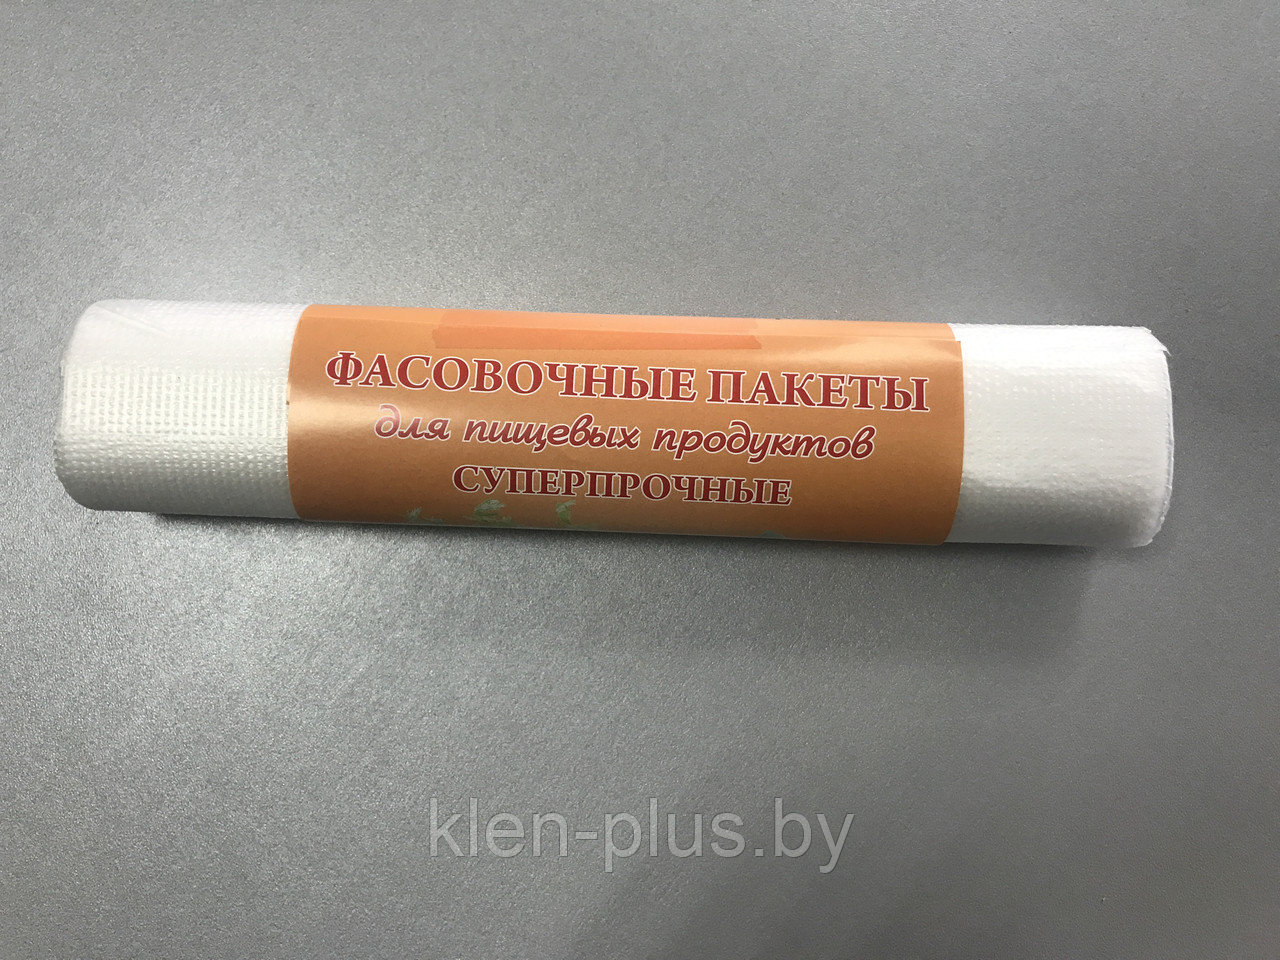 ФАСОВОЧНЫЕ ПАКЕТЫ
для пищевых продуктов
СУПЕРПРОЧНЫЕ
klen-plus.by